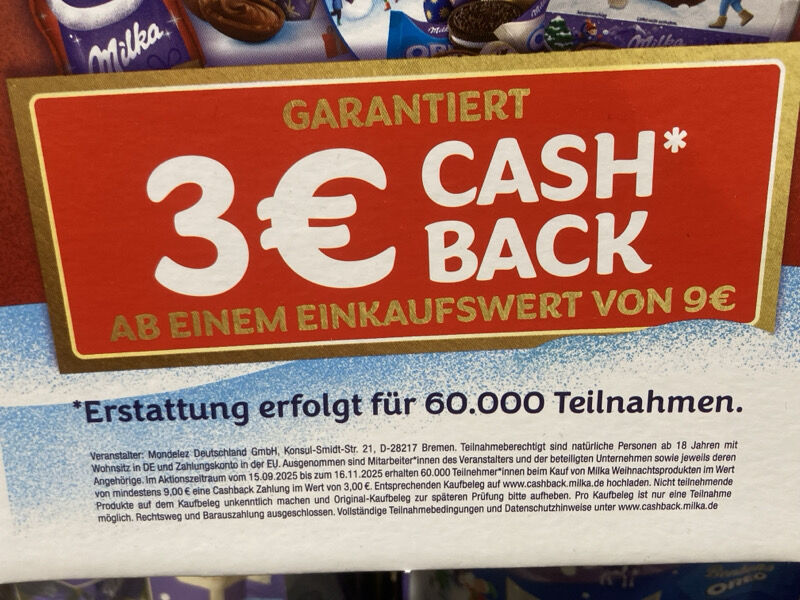 Milka
OREO
Milka
GARANTIERT
3€ CASH*
BACK
AB EINEM EINKAUFSWERT VON 9€
*Erstattung erfolgt für 60.000 Teilnahmen.
Veranstalter: Mondelez Deutschland GmbH, Konsul-Smidt-Str. 21, D-28217 Bremen. Teilnahmeberechtigt sind natürliche Personen ab 18 Jahren mit
Wohnsitz in DE und Zahlungskonto in der EU. Ausgenommen sind Mitarbeiter*innen des Veranstalters und der beteiligten Unternehmen sowie jeweils deren
Angehörige. Im Aktionszeitraum vom 15.09.2025 bis zum 16.11.2025 erhalten 60.000 Teilnehmer*innen beim Kauf von Milka Weihnachtsprodukten im Wert
von mindestens 9,00 € eine Cashback Zahlung im Wert von 3,00 €. Entsprechenden Kaufbeleg auf www.cashback.milka.de hochladen. Nicht teilnehmende
Produkte auf dem Kaufbeleg unkenntlich machen und Original-Kaufbeleg zur späteren Prüfung bitte aufheben. Pro Kaufbeleg ist nur eine Teilnahme
möglich. Rechtsweg und Barauszahlung ausgeschlossen. Vollständige Teilnahmebedingungen und Datenschutzhinweise unter www.cashback.milka.de
OREO